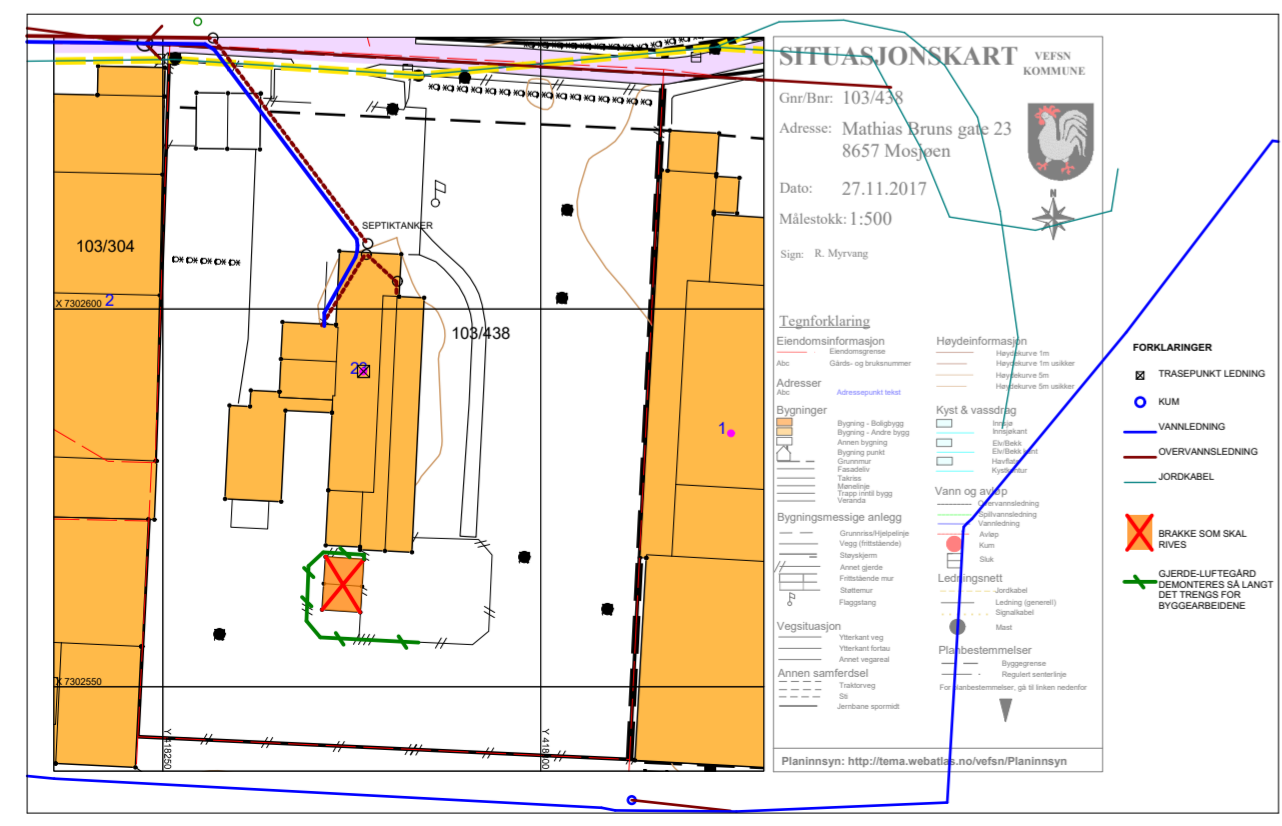 SITUASJONSKART
VEFSN
KOMMUNE
Gnr/Bnr: 103/438
Adresse: Mathias Bruns gate 23
8657 Mosjøen
Dato: 27.11.2017
Målestokk: 1:500
Sign: R. Myrvang
N
SEPTIKTANKER
103/304
X 7302600
2
103/438
23
1
X 7302550
Y 418250
Tegnforklaring
Eiendomsinformasjon
Eiendomsgrense
Abc Gårds- og bruksnummer
Adresser
Abc Adressepunkt tekst
Bygninger
Bygning - Boligbygg
Bygning - Andre bygg
Annen bygning
Bygning punkt
Grunnmur
Fasadeliv
Takriss
Mønelinje
Trapp inntil bygg
Veranda
Bygningsmessige anlegg
Grunnriss/Hjelpelinje
Vegg (frittstående)
Støyskjerm
Annet gjerde
Frittstående mur
Støttemur
Flaggstang
Vegsituasjon
Ytterkant veg
Ytterkant fortau
Annet vegareal
Annen samferdsel
Traktorveg
Sti
Jernbane spormidt
Høydeinformasjon
Høydekurve 1m
Høydekurve 1m usikker
Høydekurve 5m
Høydekurve 5m usikker
Kyst & vassdrag
Innsjø
Innsjøkant
Elv/Bekk
Elv/Bekk kant
Havflate
Kystkontur
Vann og avløp
Overvannsledning
Spillvannsledning
Vannledning
Avløp
Kum
Sluk
Ledningsnett
Jordkabel
Ledning (generell)
Signalkabel
Mast
Planbestemmelser
Byggegrense
Regulert senterlinje
For planbestemmelser, gå til linken nedenfor
Planinnsyn: http://tema.webatlas.no/vefsn/Planinnsyn
FORKLARINGER
TRASEPUNKT LEDNING
KUM
VANNLEDNING
OVERVANNSLEDNING
JORDKABEL
BRAKKE SOM SKAL
RIVES
GJERDE-LUFTEGÅRD
DEMONTERES SÅ LANGT
DET TRENGS FOR
BYGGEARBEIDENE